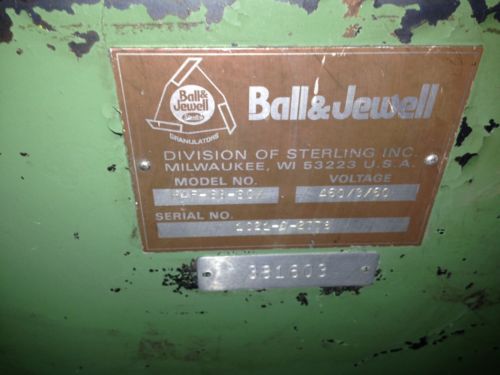 Ball&
Jewell
GRANULATORS
Ball&Jewell
DIVISION OF STERLING INC.
MILWAUKEE, WI 53223 U.S.A.
MODEL NO. VOLTAGE
460/3/60
SERIAL NO.
381603